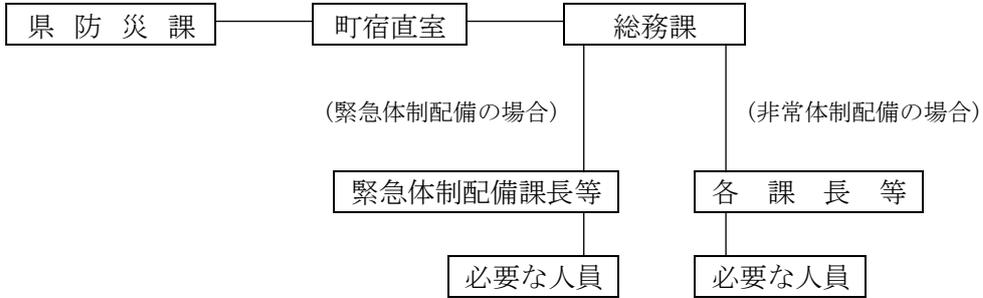 県防災課
町宿直室
総務課
（緊急体制配備の場合）
（非常体制配備の場合）
緊急体制配備課長等
各課長等
必要な人員
必要な人員